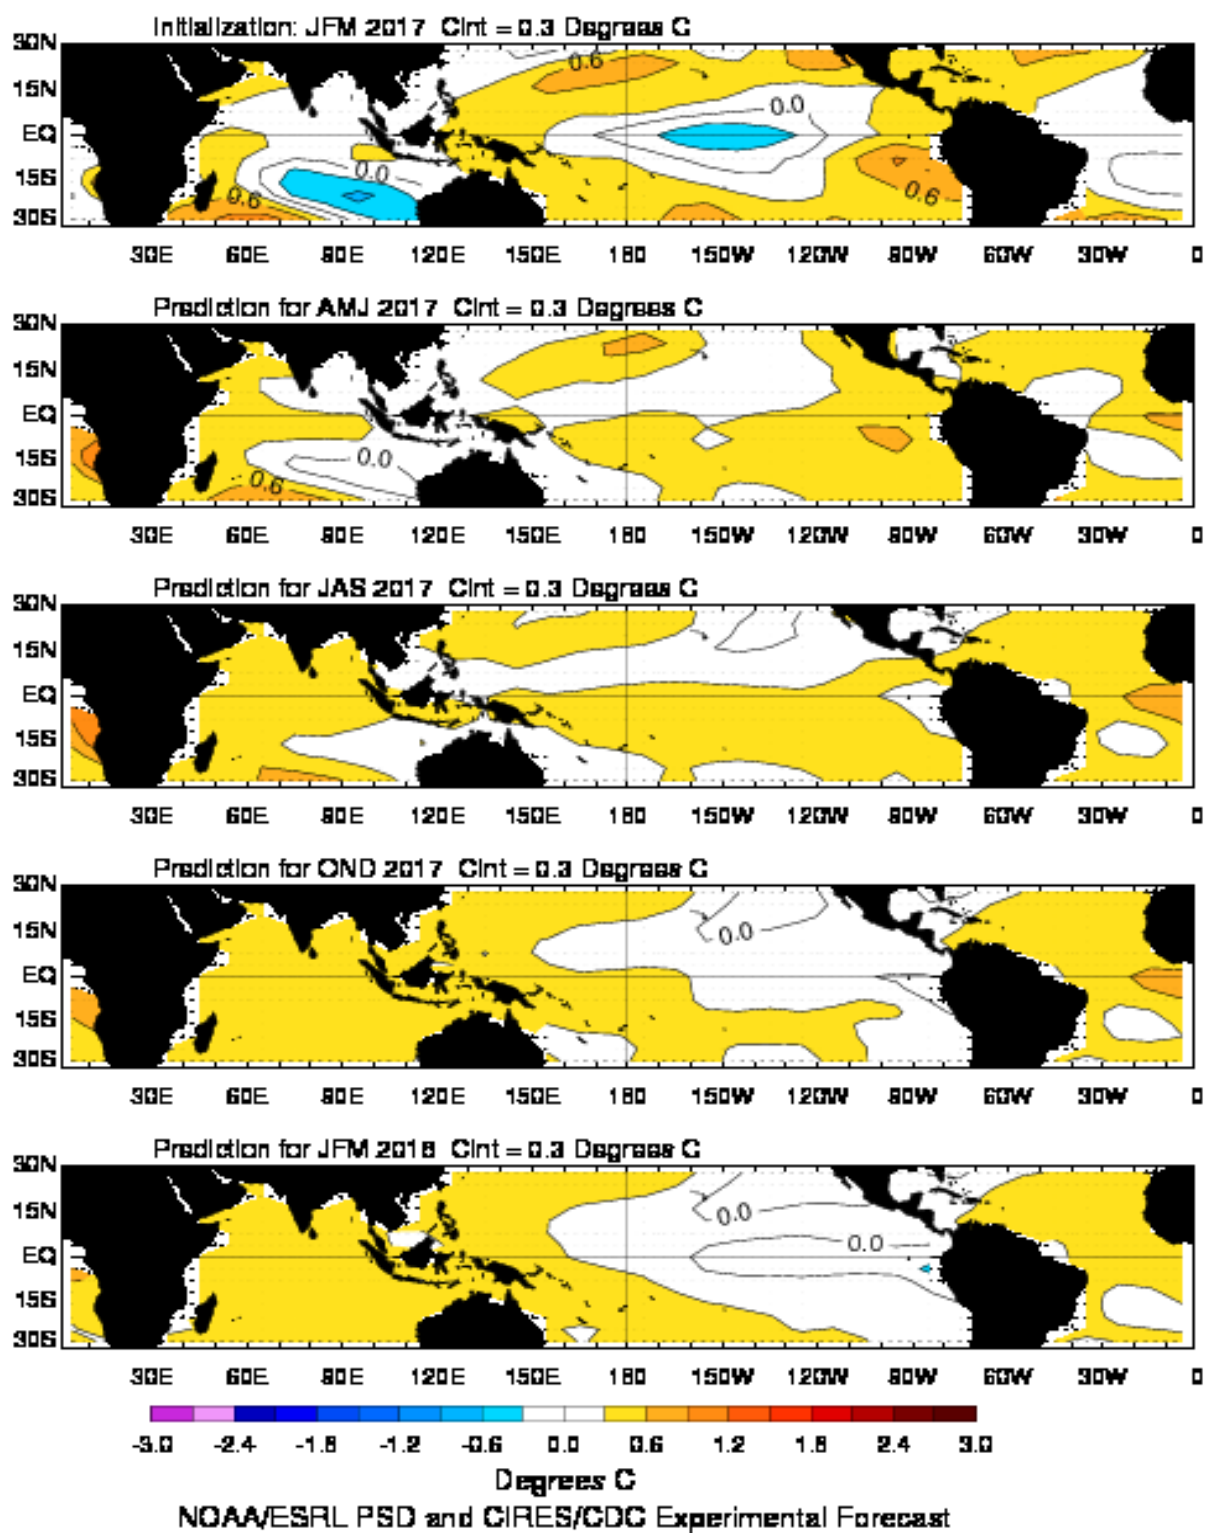 Initialization: JFM 2017 Cint = 0.3 Degrees C
30N
15N
EQ
15S
30S
0.6
0.0
0.0
0.6
0.6
30E 60E 90E 120E 150E 180 150W 120W 90W 60W 30W 0
Prediction for AMJ 2017 Cint = 0.3 Degrees C
30N
15N
EQ
15S
30S
0.0
0.6
30E 60E 90E 120E 150E 180 150W 120W 90W 60W 30W 0
Prediction for JAS 2017 Cint = 0.3 Degrees C
30N
15N
EQ
15S
30S
30E 60E 90E 120E 150E 180 150W 120W 90W 60W 30W 0
Prediction for OND 2017 Cint = 0.3 Degrees C
30N
15N
EQ
15S
30S
0.0
30E 60E 90E 120E 150E 180 150W 120W 90W 60W 30W 0
Prediction for JFM 2018 Cint = 0.3 Degrees C
30N
15N
EQ
15S
30S
0.0
0.0
30E 60E 90E 120E 150E 180 150W 120W 90W 60W 30W 0
-3.0 -2.4 -1.8 -1.2 -0.6 0.0 0.6 1.2 1.8 2.4 3.0
Degrees C
NOAA/ESRL PSD and CIRES/CDC Experimental Forecast